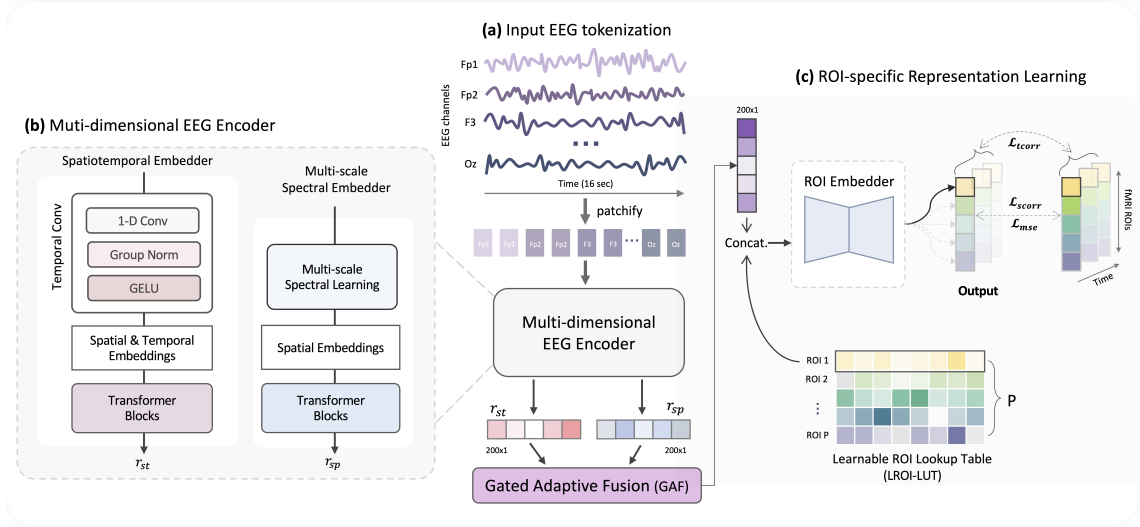 (a) Input EEG tokenization
Fp1
Fp2
F3
Oz
EEG channels
Time (16 sec)
patchify
Fp1 Fp1 Fp2 Fp2 F3 F3 Oz Oz
Multi-dimensional
EEG Encoder
r_st
r_sp
200x1
200x1
Gated Adaptive Fusion (GAF)
(b) Muti-dimensional EEG Encoder
Spatiotemporal Embedder
Temporal Conv
1-D Conv
Group Norm
GELU
Spatial & Temporal
Embeddings
Transformer
Blocks
r_st
Multi-scale
Spectral Embedder
Multi-scale
Spectral Learning
Spatial Embeddings
Transformer
Blocks
r_sp
(c) ROI-specific Representation Learning
200x1
Concat.
ROI Embedder
ℒ_tcorr
ℒ_scorr
ℒ_mse
Output
fMRI ROIs
Time
ROI 1
ROI 2
ROI P
P
Learnable ROI Lookup Table
(LROI-LUT)